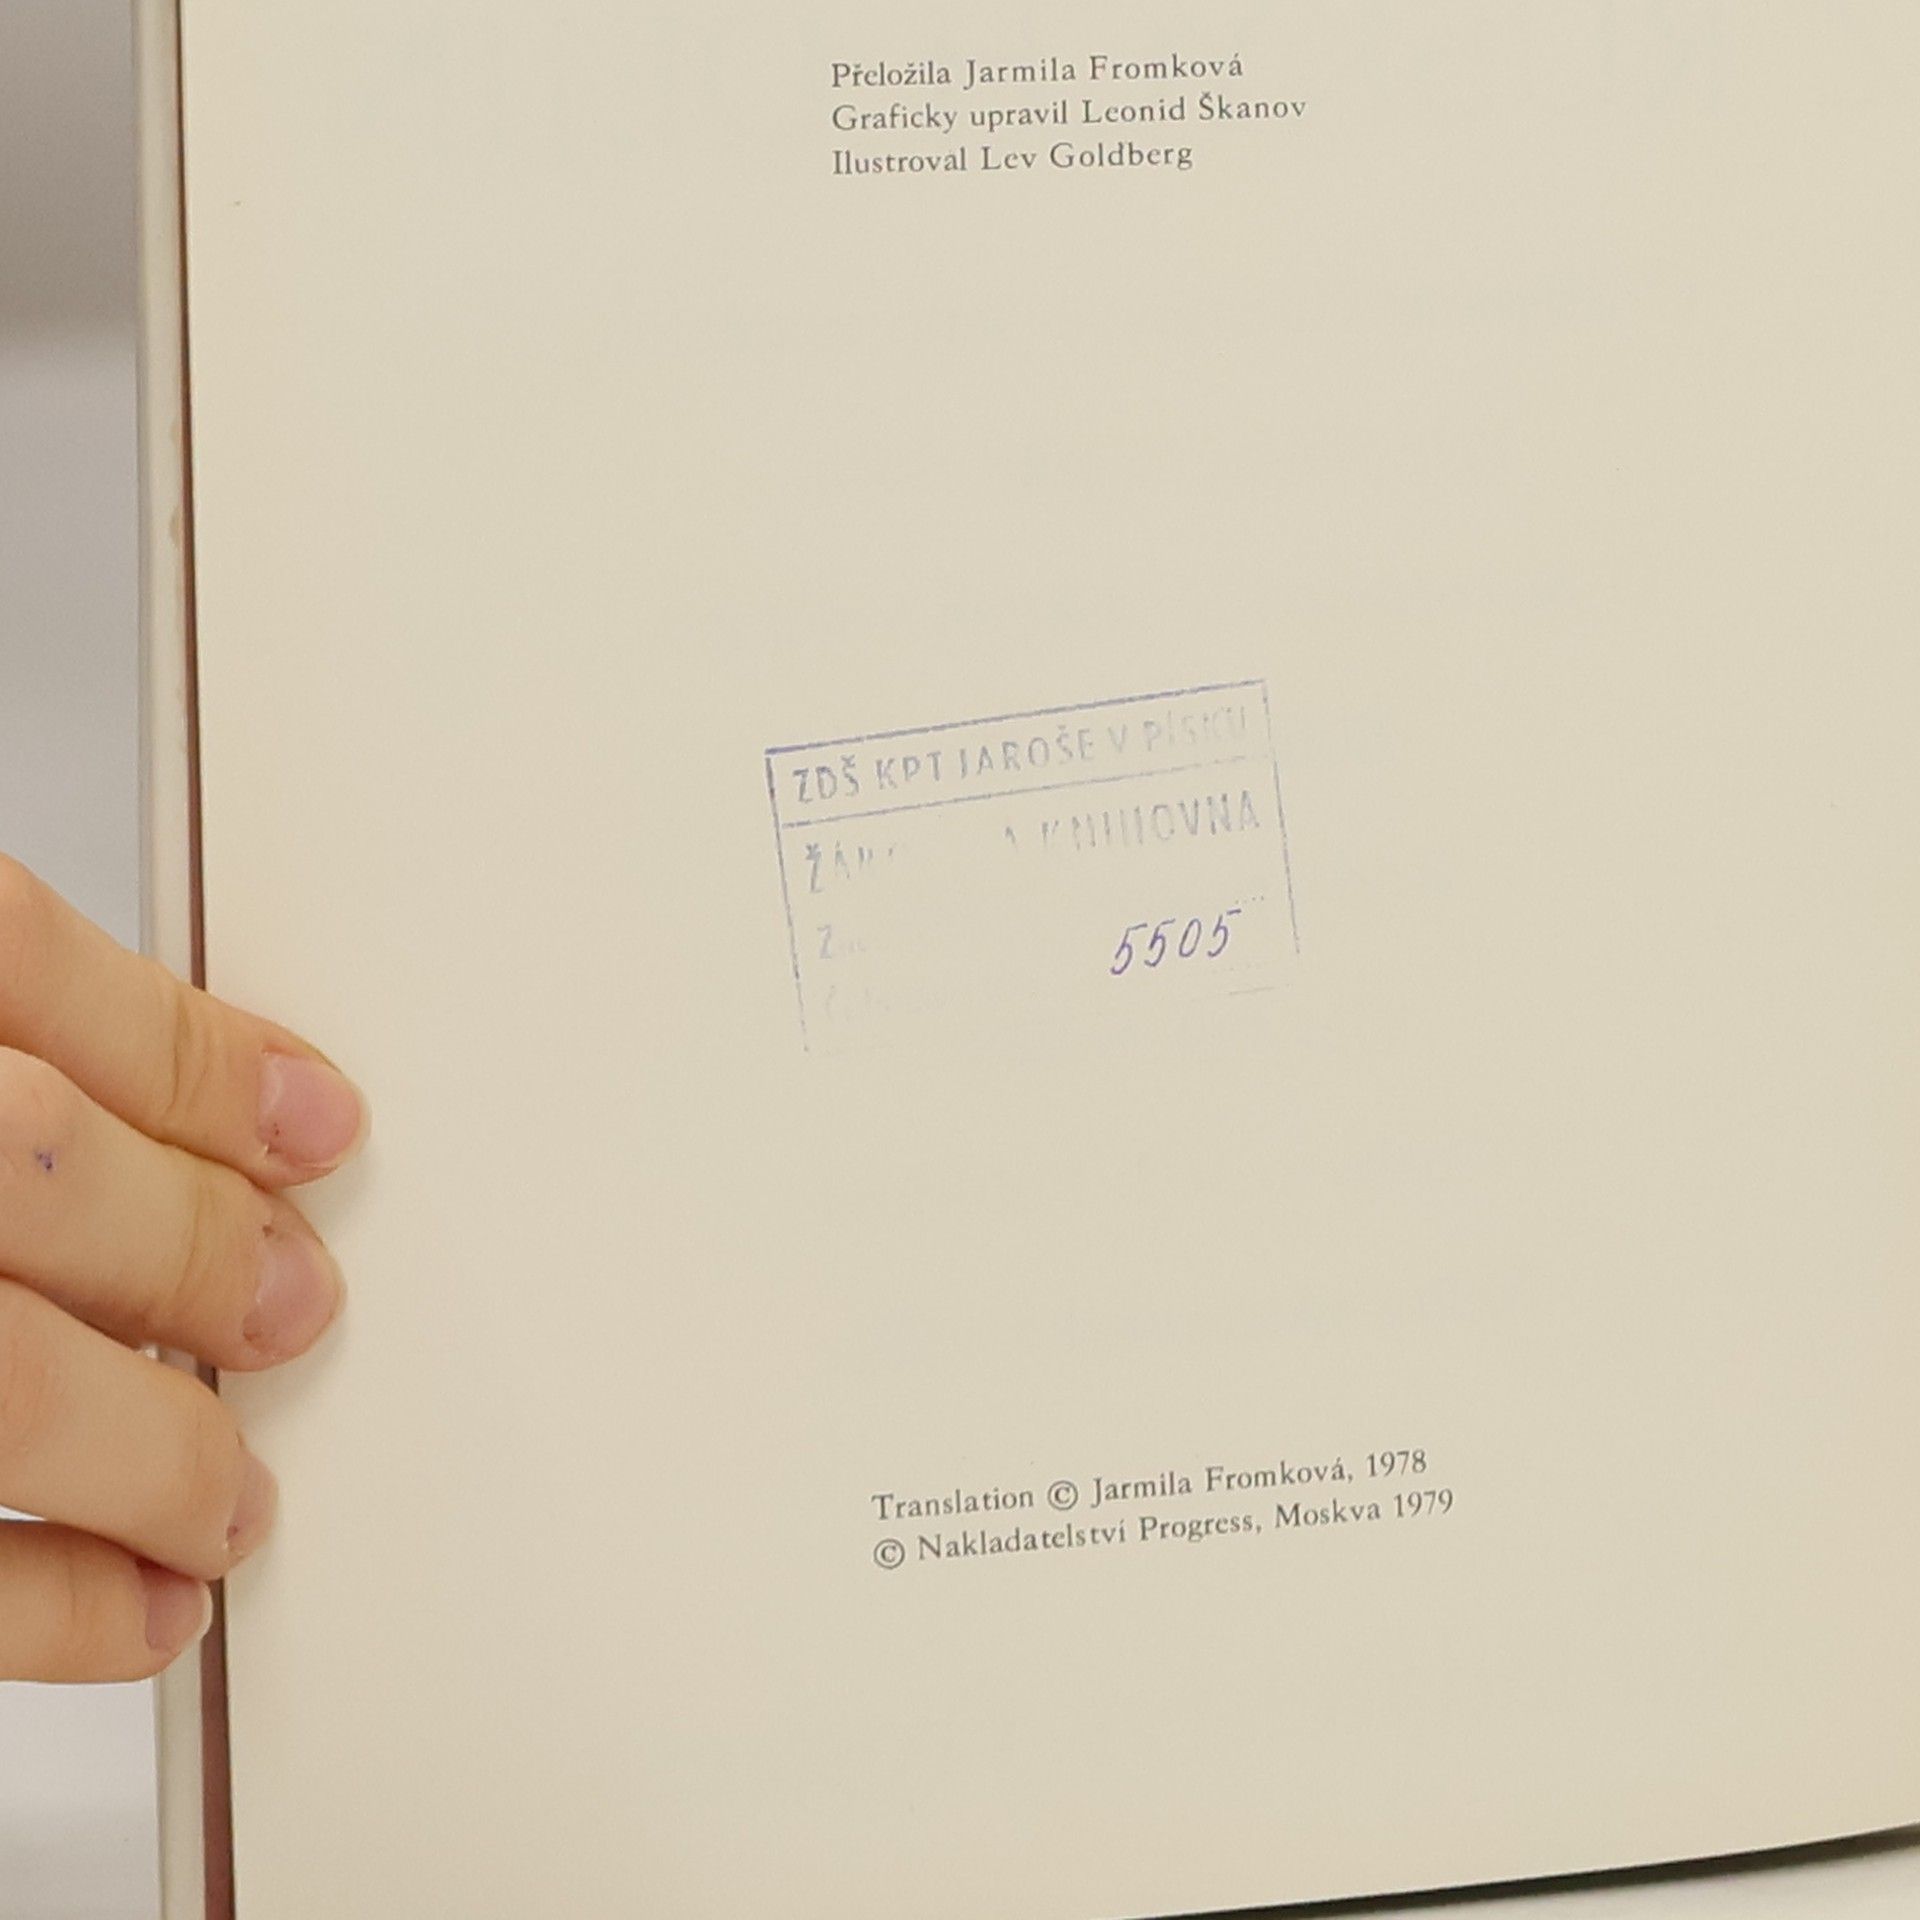 Přeložila Jarmila Fromková
Graficky upravil Leonid Škanov
Ilustroval Lev Goldberg
ZDŠ KPT JAROŠE V PÍSKU
KNIHOVNA
5505
Translation © Jarmila Fromková, 1978
© Nakladatelství Progress, Moskva 1979